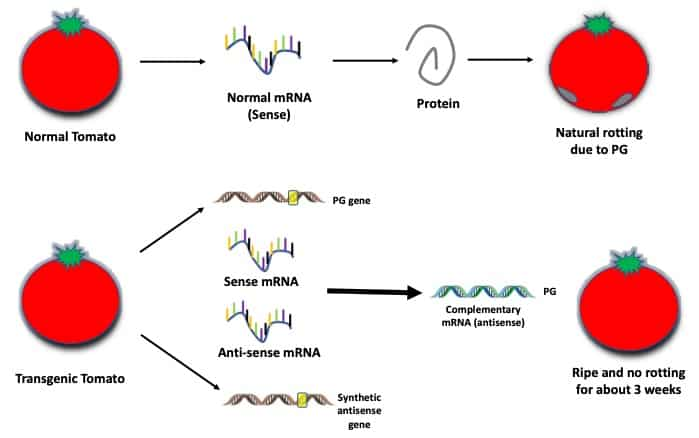 Normal Tomato
Normal mRNA
(Sense)
Protein
Natural rotting
due to PG
Transgenic Tomato
PG gene
Sense mRNA
Anti-sense mRNA
Synthetic
antisense
gene
PG
Complementary
mRNA (antisense)
Ripe and no rotting
for about 3 weeks